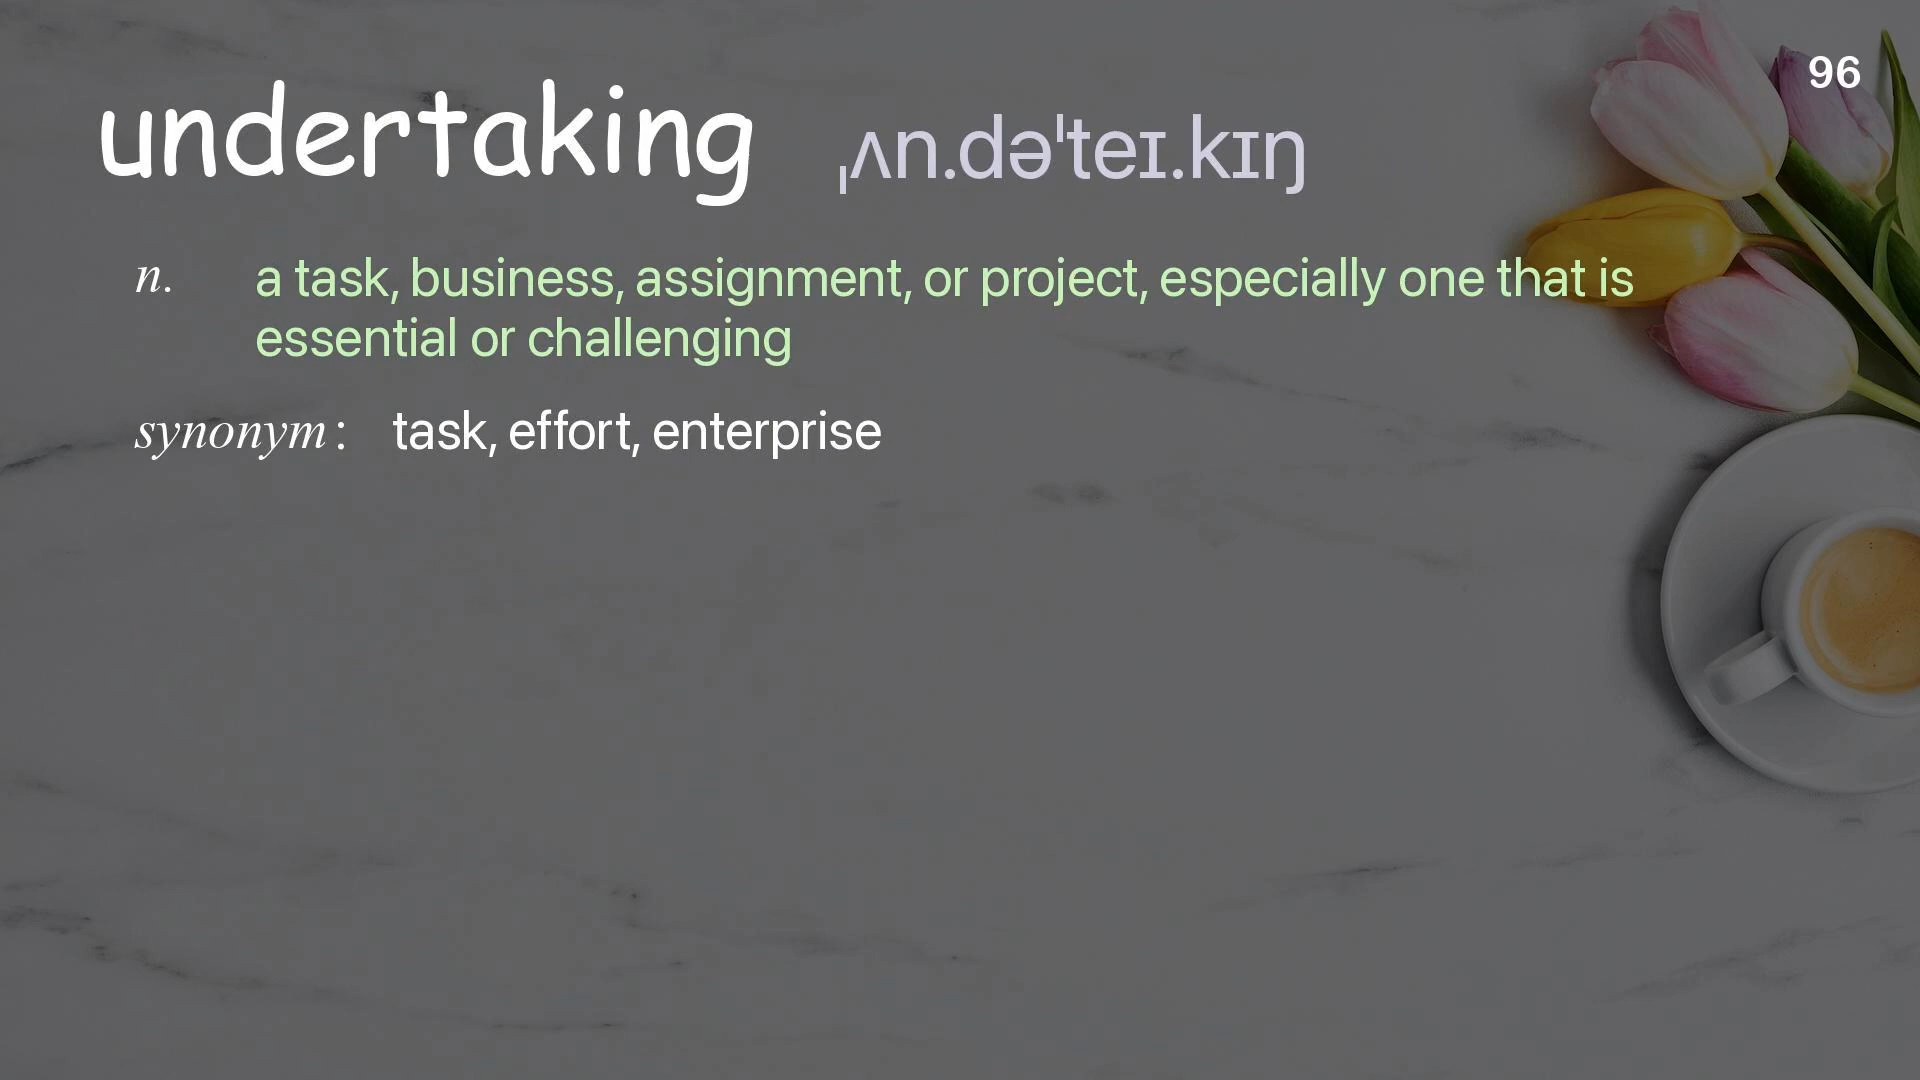 96
undertaking ˌʌn.dəˈteɪ.kɪŋ
n. a task, business, assignment, or project, especially one that is
essential or challenging
synonym: task, effort, enterprise